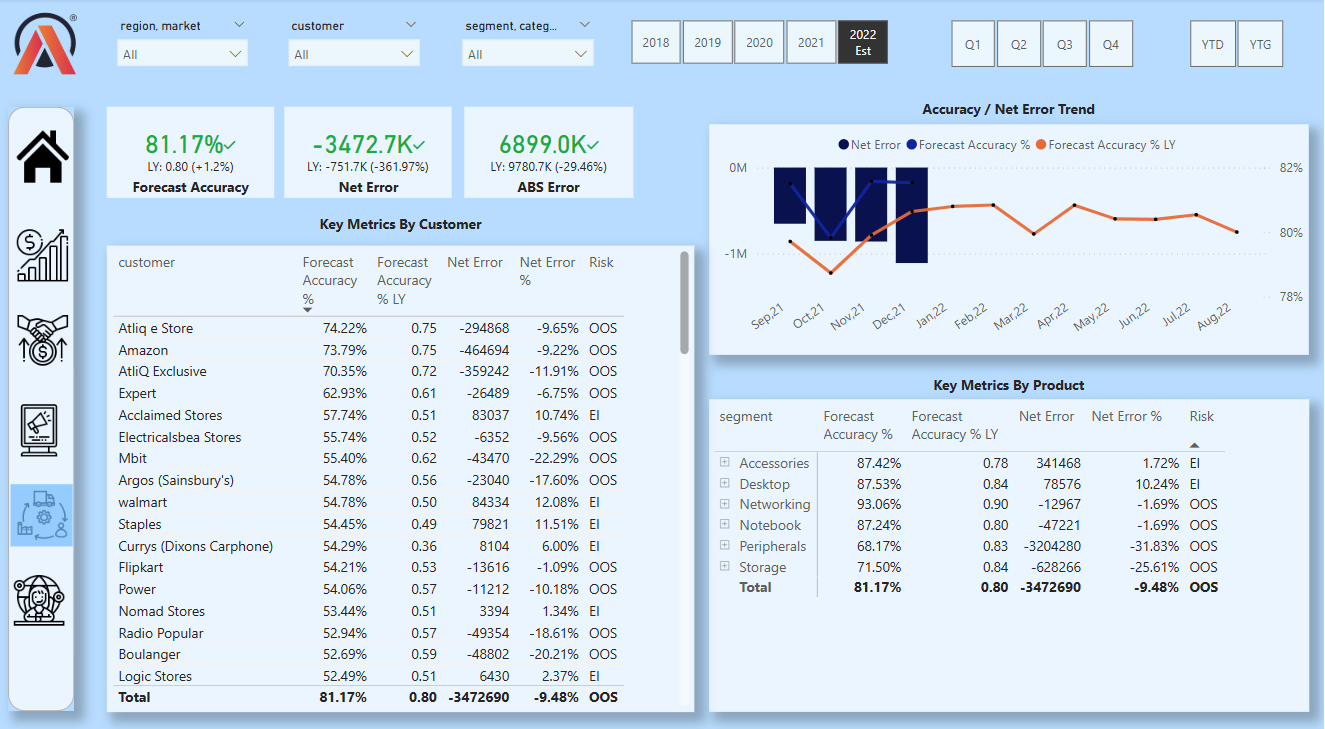 ®
region, market
customer
segment, categ...
All
All
All
2018
2019
2020
2021
2022
Est
Q1
Q2
Q3
Q4
YTD
YTG
81.17%
LY: 0.80 (+1.2%)
Forecast Accuracy
-3472.7K
LY: -751.7K (-361.97%)
Net Error
6899.0K
LY: 9780.7K (-29.46%)
ABS Error
Key Metrics By Customer
customer Forecast Accuracy % Forecast Accuracy % LY Net Error Net Error % Risk
Atliq e Store 74.22% 0.75 -294868 -9.65% OOS
Amazon 73.79% 0.75 -464694 -9.22% OOS
AtliQ Exclusive 70.35% 0.72 -359242 -11.91% OOS
Expert 62.93% 0.61 -26489 -6.75% OOS
Acclaimed Stores 57.74% 0.51 83037 10.74% EI
Electricalsbea Stores 55.74% 0.52 -6352 -9.56% OOS
Mbit 55.40% 0.62 -43470 -22.29% OOS
Argos (Sainsbury's) 54.78% 0.56 -23040 -17.60% OOS
walmart 54.78% 0.50 84334 12.08% EI
Staples 54.45% 0.49 79821 11.51% EI
Currys (Dixons Carphone) 54.29% 0.36 8104 6.00% EI
Flipkart 54.21% 0.53 -13616 -1.09% OOS
Power 54.06% 0.57 -11212 -10.18% OOS
Nomad Stores 53.44% 0.51 3394 1.34% EI
Radio Popular 52.94% 0.57 -49354 -18.61% OOS
Boulanger 52.69% 0.59 -48802 -20.21% OOS
Logic Stores 52.49% 0.51 6430 2.37% EI
Total 81.17% 0.80 -3472690 -9.48% OOS
Accuracy / Net Error Trend
Net Error Forecast Accuracy % Forecast Accuracy % LY
0M
-1M
82%
80%
78%
Sep,21
Oct,21
Nov,21
Dec,21
Jan,22
Feb,22
Mar,22
Apr,22
May,22
Jun,22
Jul,22
Aug,22
Key Metrics By Product
segment Forecast Accuracy % Forecast Accuracy % LY Net Error Net Error % Risk
Accessories 87.42% 0.78 341468 1.72% EI
Desktop 87.53% 0.84 78576 10.24% EI
Networking 93.06% 0.90 -12967 -1.69% OOS
Notebook 87.24% 0.80 -47221 -1.69% OOS
Peripherals 68.17% 0.83 -3204280 -31.83% OOS
Storage 71.50% 0.84 -628266 -25.61% OOS
Total 81.17% 0.80 -3472690 -9.48% OOS